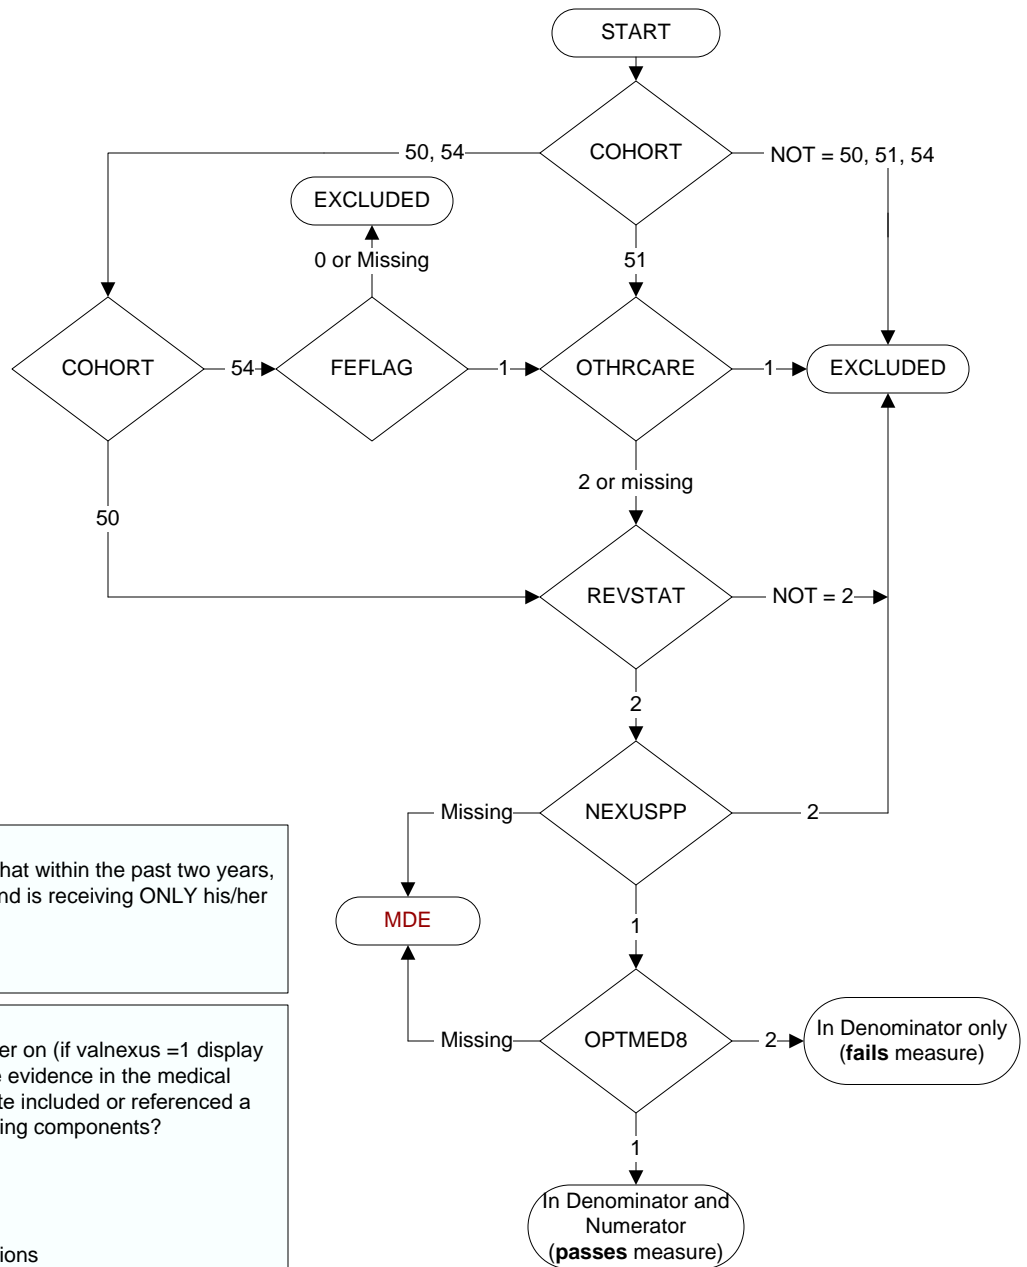 START
COHORT
50, 54
NOT = 50, 51, 54
EXCLUDED
0 or Missing
51
COHORT
54
FEFLAG
1
OTHRCARE
1
EXCLUDED
2 or missing
50
REVSTAT
NOT = 2
2
Missing
NEXUSPP
2
MDE
1
Missing
OPTMED8
2
In Denominator only
(fails measure)
1
In Denominator and
Numerator
(passes measure)
hat within the past two years,
nd is receiving ONLY his/her
er on (if valnexus =1 display
e evidence in the medical
te included or referenced a
ing components?
ions